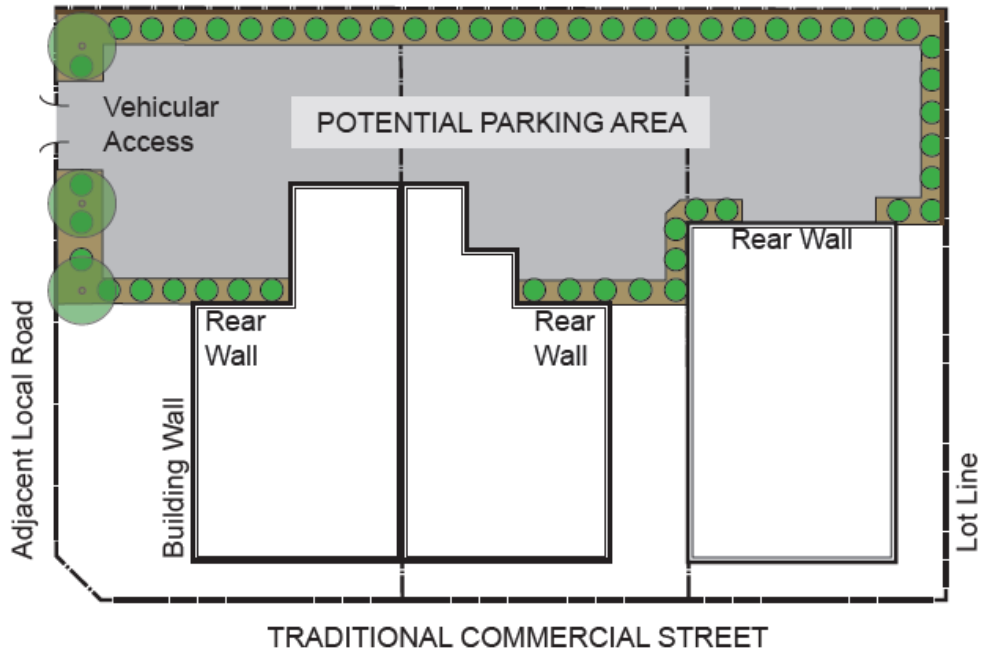 Vehicular
Access
POTENTIAL PARKING AREA
Rear Wall
Rear
Wall
Rear
Wall
Building Wall
Adjacent Local Road
Lot Line
TRADITIONAL COMMERCIAL STREET